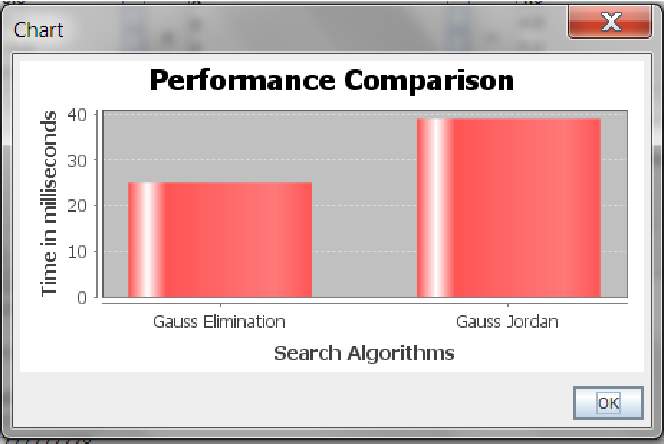 Chart
Performance Comparison
Time in milliseconds
40
30
20
10
0
Gauss Elimination
Gauss Jordan
Search Algorithms
OK